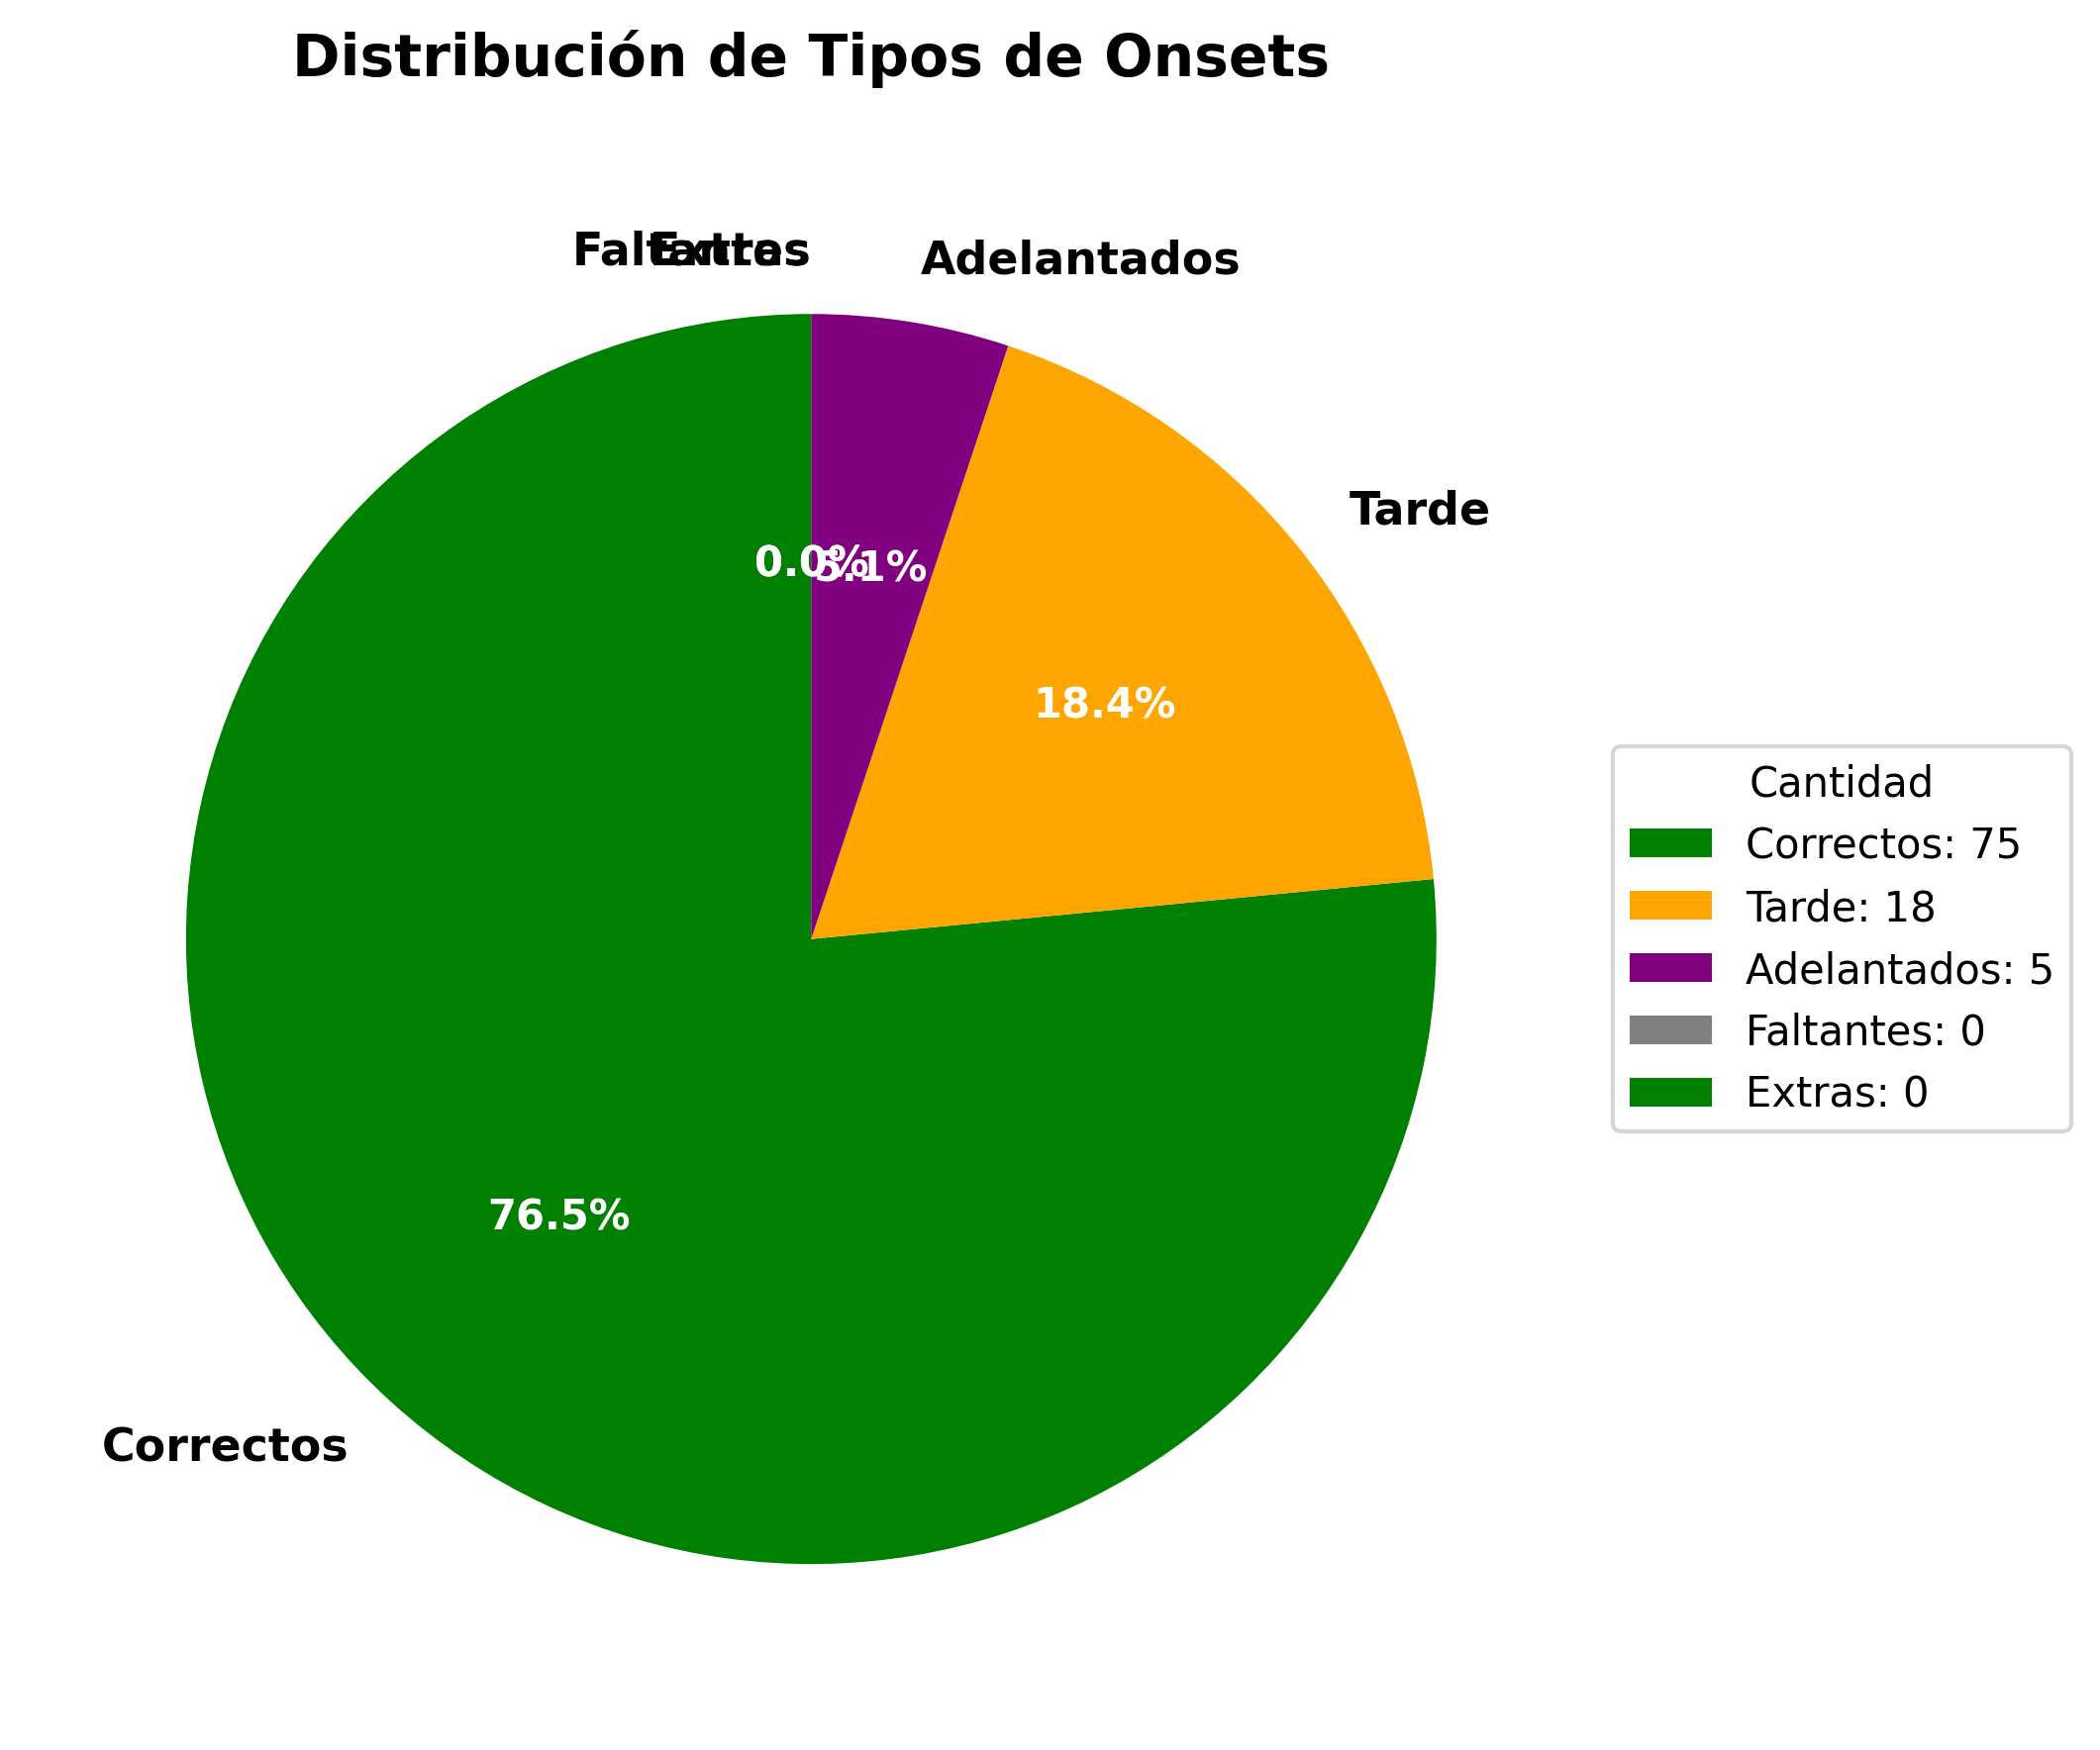 Distribución de Tipos de Onsets
Faltantes
Extras
Adelantados
Tarde
0.0%
5.1%
18.4%
76.5%
Correctos
Cantidad
Correctos: 75
Tarde: 18
Adelantados: 5
Faltantes: 0
Extras: 0